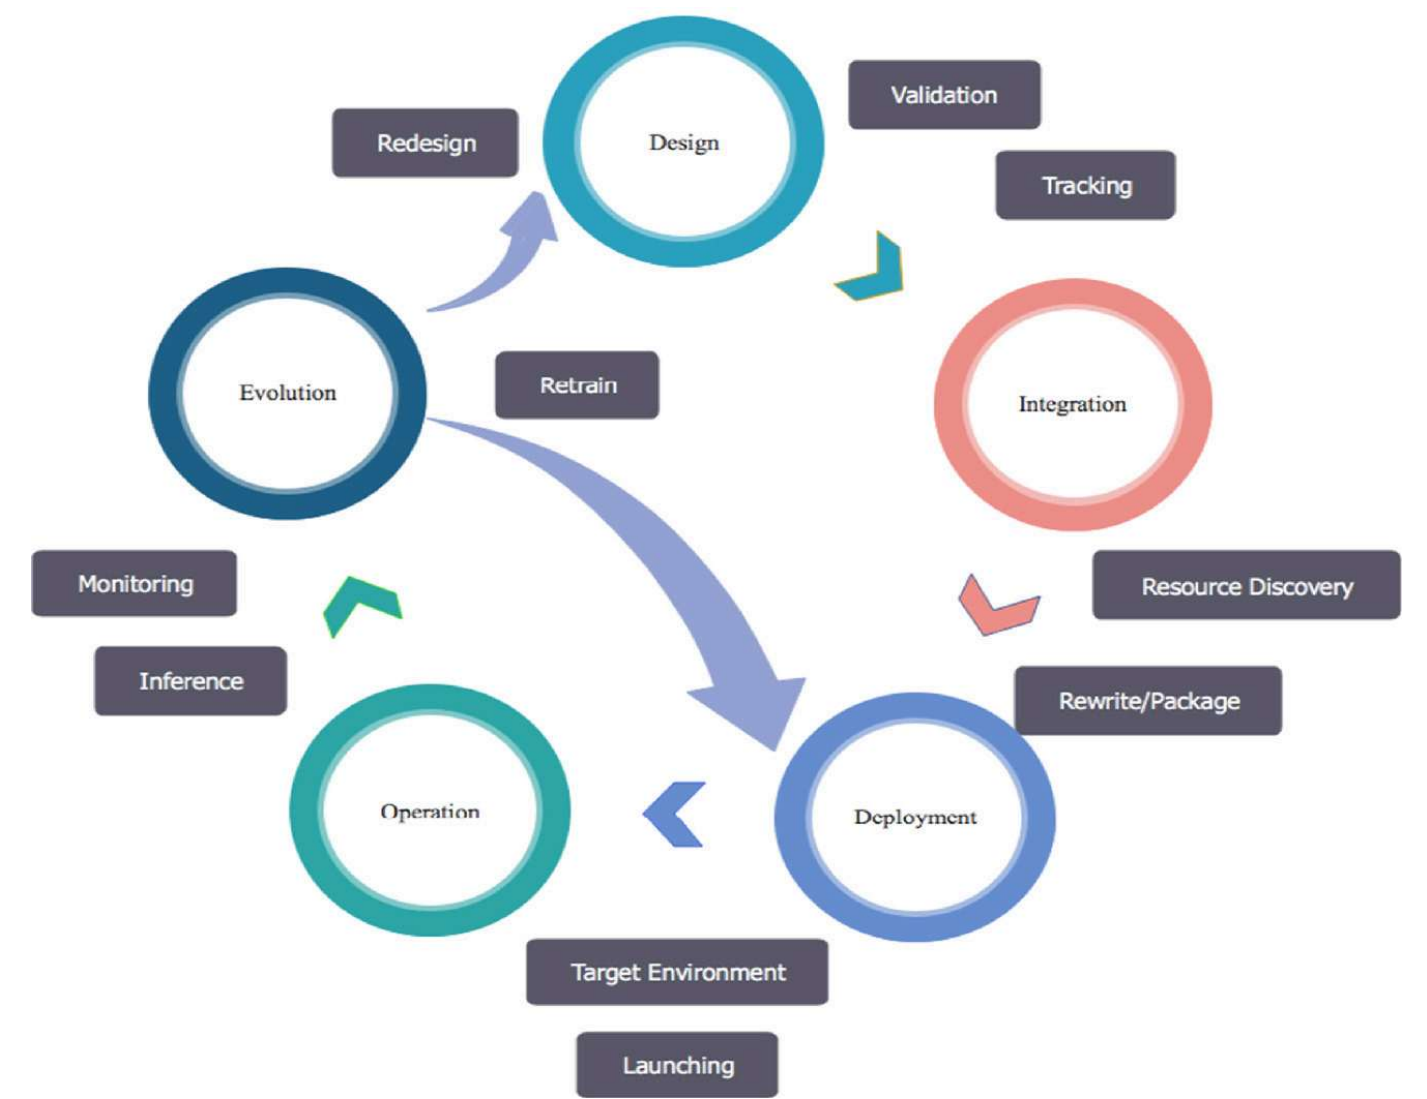 Design
Validation
Redesign
Tracking
Evolution
Retrain
Integration
Monitoring
Resource Discovery
Inference
Rewrite/Package
Operation
Deployment
Target Environment
Launching